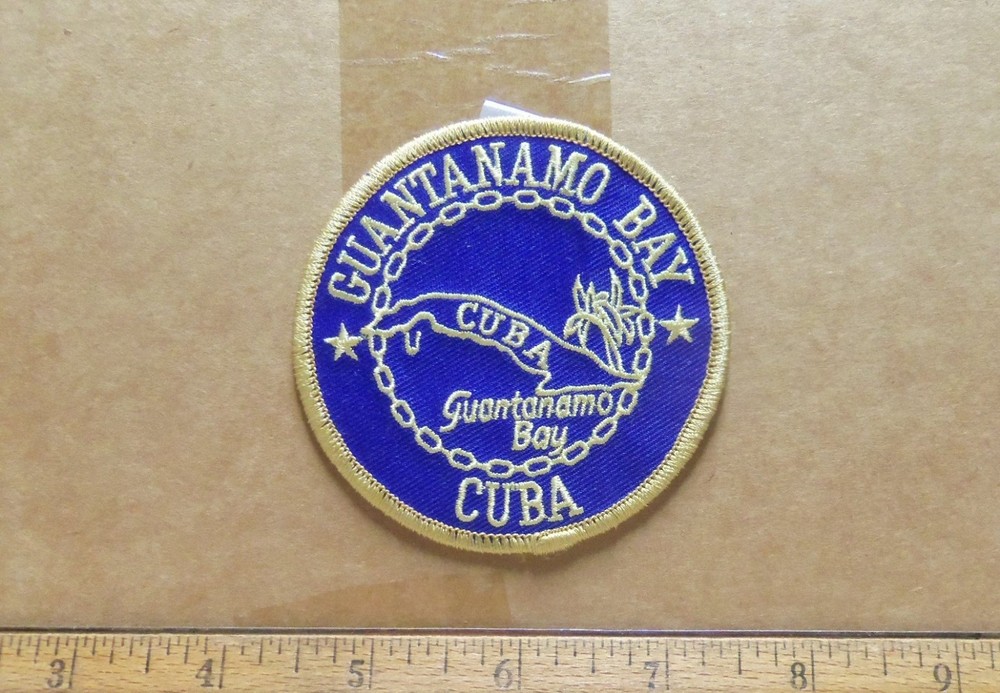 GUANTANAMO BAY
CUBA
Guantanamo
Bay
CUBA
3 4 5 6 7 8 9